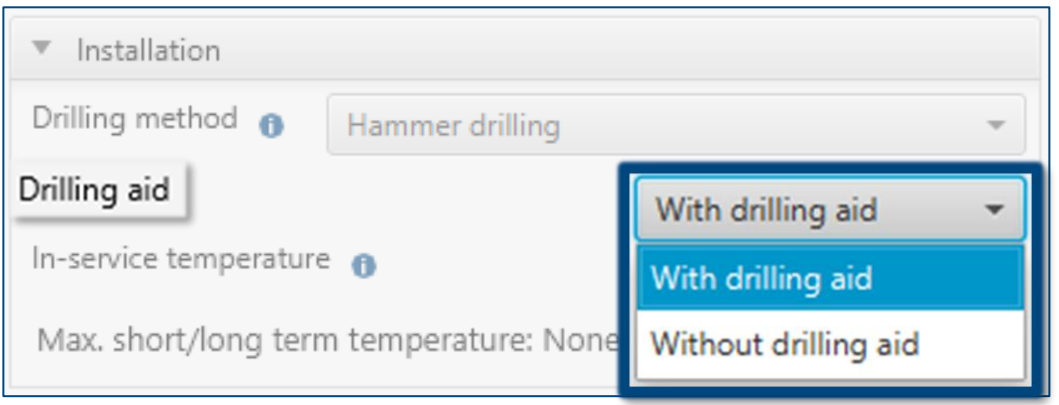 Installation
Drilling method
Hammer drilling
Drilling aid
With drilling aid
In-service temperature
With drilling aid
Max. short/long term temperature: None
Without drilling aid